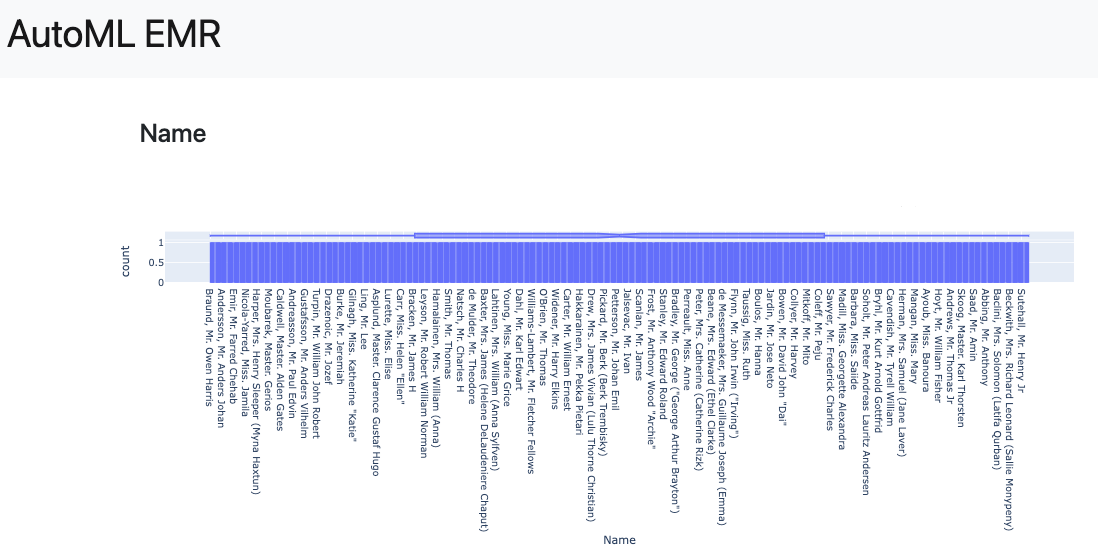 AutoML EMR
Name
count
1
0.5
0
Braund, Mr. Owen Harris
Andersson, Mr. Anders Johan
Emir, Mr. Farred Chehab
Nicola-Yarred, Miss. Jamila
Harper, Mrs. Henry Sleeper (Myna Haxtun)
Moubarek, Master. Gerios
Caldwell, Master. Alden Gates
Andreasson, Mr. Paul Edvin
Gustafsson, Mr. Anders Vilhelm
Turpin, Mr. William John Robert
Drazenoic, Mr. Jozef
Burke, Mr. Jeremiah
Gilnagh, Miss. Katherine "Katie"
Ling, Mr. Lee
Asplund, Master. Clarence Gustaf Hugo
Lurette, Miss. Elise
Carr, Miss. Helen "Ellen"
Bracken, Mr. James H
Leyson, Mr. Robert William Norman
Hamalainen, Mrs. William (Anna)
Smith, Mr. Thomas
Natsch, Mr. Charles H
de Mulder, Mr. Theodore
Baxter, Mrs. James (Helene DeLaudeniere Chaput)
Lahtinen, Mrs. William (Anna Sylfven)
Young, Miss. Marie Grice
Dahl, Mr. Karl Edwart
Williams-Lambert, Mr. Fletcher Fellows
O'Brien, Mr. Thomas
Widener, Mr. Harry Elkins
Carter, Mr. William Ernest
Hakkarainen, Mr. Pekka Pietari
Drew, Mrs. James Vivian (Lulu Thorne Christian)
Pickard, Mr. Berk (Berk Trembisky)
Petterson, Mr. Johan Emil
Jalsevac, Mr. Ivan
Scanlan, Mr. James
Frost, Mr. Anthony Wood "Archie"
Stanley, Mr. Edward Roland
Bradley, Mr. George ("George Arthur Brayton")
Perreault, Miss. Anne
Peter, Mrs. Catherine (Catherine Rizk)
Beane, Mrs. Edward (Ethel Clarke)
de Messemaeker, Mrs. Guillaume Joseph (Emma)
Flynn, Mr. John Irwin ("Irving")
Taussig, Miss. Ruth
Boulos, Mr. Hanna
Jardin, Mr. Jose Neto
Bowen, Mr. David John "Dai"
Collyer, Mr. Harvey
Mitkoff, Mr. Mito
Coleff, Mr. Peju
Sawyer, Mr. Frederick Charles
Madill, Miss. Georgette Alexandra
Barbara, Miss. Saiide
Soholt, Mr. Peter Andreas Lauritz Andersen
Bryhl, Mr. Kurt Arnold Gottfrid
Cavendish, Mr. Tyrell William
Herman, Mrs. Samuel (Jane Laver)
Mangan, Miss. Mary
Ayoub, Miss. Banoura
Hoyt, Mr. William Fisher
Andrews, Mr. Thomas Jr
Skoog, Master. Karl Thorsten
Saad, Mr. Amin
Abbing, Mr. Anthony
Baclini, Mrs. Solomon (Latifa Qurban)
Beckwith, Mrs. Richard Leonard (Sallie Monypeny)
Sutehall, Mr. Henry Jr
Name